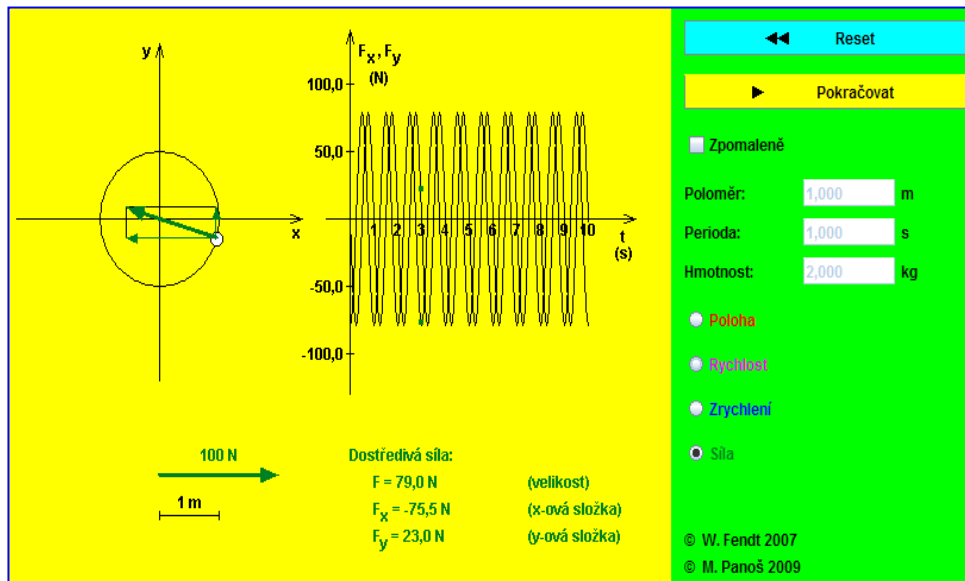 y
x
F
x
, F
y
(N)
100,0
50,0
-50,0
-100,0
1 2 3 4 5 6 7 8 9 10
t
(s)
100 N
1 m
Dostředivá síla:
F = 79,0 N (velikost)
Fx = -75,5 N (x-ová složka)
Fy = 23,0 N (y-ová složka)
Reset
Pokračovat
Zpomaleně
Poloměr: 1,000 m
Perioda: 1,000 s
Hmotnost: 2,000 kg
Poloha
Rychlost
Zrychlení
Síla
© W. Fendt 2007
© M. Panoš 2009